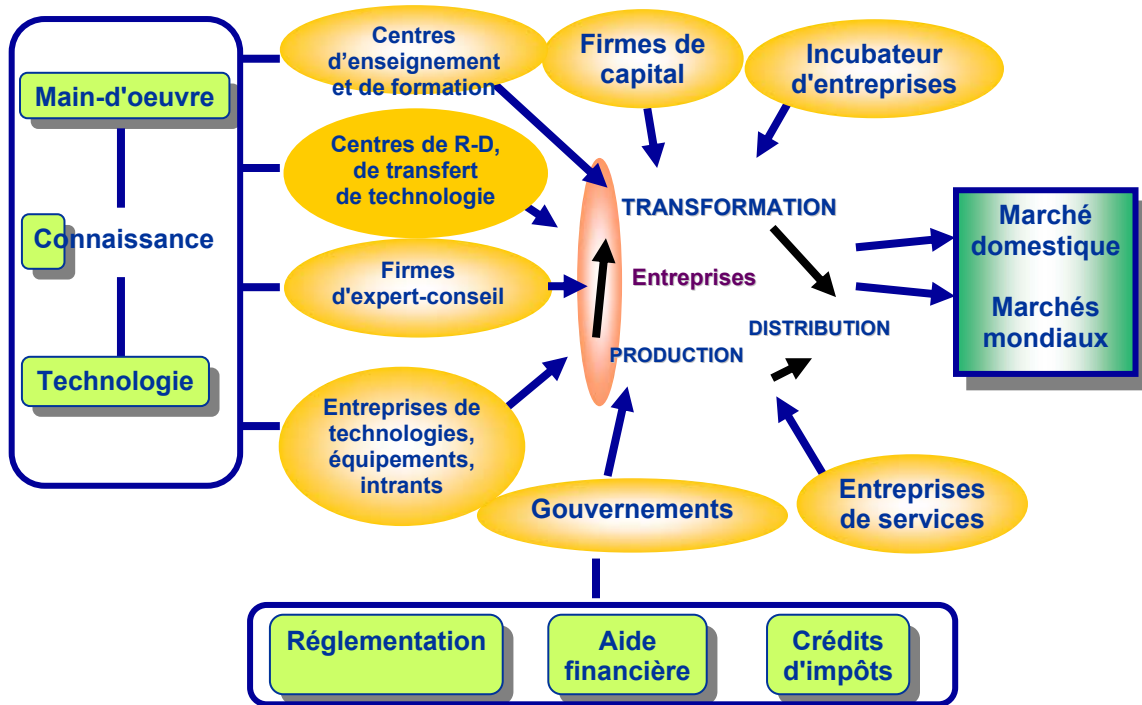 Main-d'oeuvre
Connaissance
Technologie
Centres
d’enseignement
et de formation
Firmes de
capital
Incubateur
d'entreprises
Centres de R-D,
de transfert
de technologie
Firmes
d'expert-conseil
Entreprises de
technologies,
équipements,
intrants
TRANSFORMATION
Entreprises
DISTRIBUTION
PRODUCTION
Marché
domestique
Marchés
mondiaux
Gouvernements
Entreprises
de services
Réglementation
Aide
financière
Crédits
d'impôts